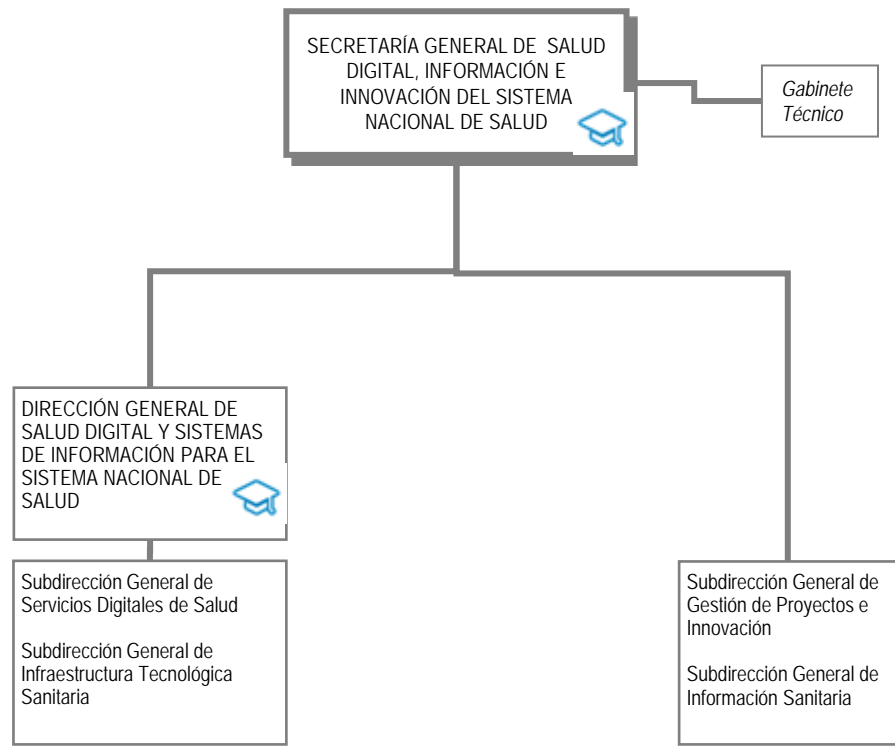 SECRETARÍA GENERAL DE SALUD
DIGITAL, INFORMACIÓN E
INNOVACIÓN DEL SISTEMA
NACIONAL DE SALUD
Gabinete
Técnico
DIRECCIÓN GENERAL DE
SALUD DIGITAL Y SISTEMAS
DE INFORMACIÓN PARA EL
SISTEMA NACIONAL DE
SALUD
Subdirección General de
Servicios Digitales de Salud
Subdirección General de
Infraestructura Tecnológica
Sanitaria
Subdirección General de
Gestión de Proyectos e
Innovación
Subdirección General de
Información Sanitaria